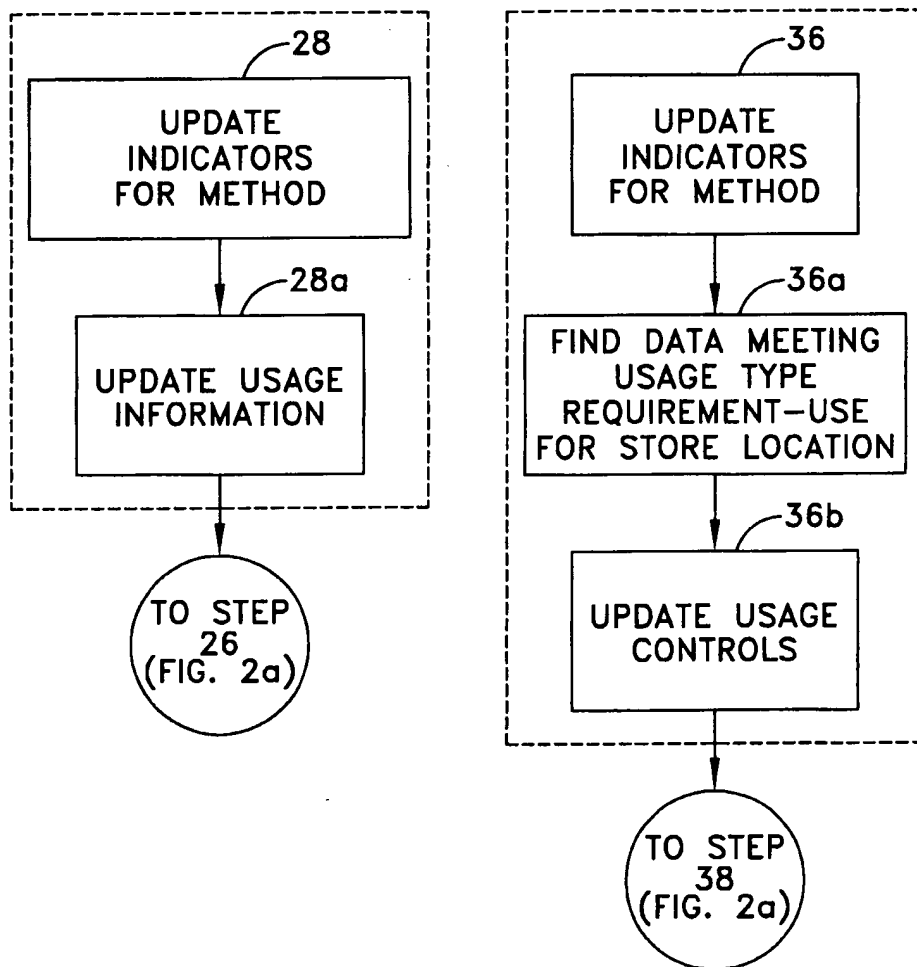 28
UPDATE
INDICATORS
FOR METHOD
28a
UPDATE USAGE
INFORMATION
TO STEP
26
(FIG. 2a)
36
UPDATE
INDICATORS
FOR METHOD
36a
FIND DATA MEETING
USAGE TYPE
REQUIREMENT-USE
FOR STORE LOCATION
36b
UPDATE USAGE
CONTROLS
TO STEP
38
(FIG. 2a)